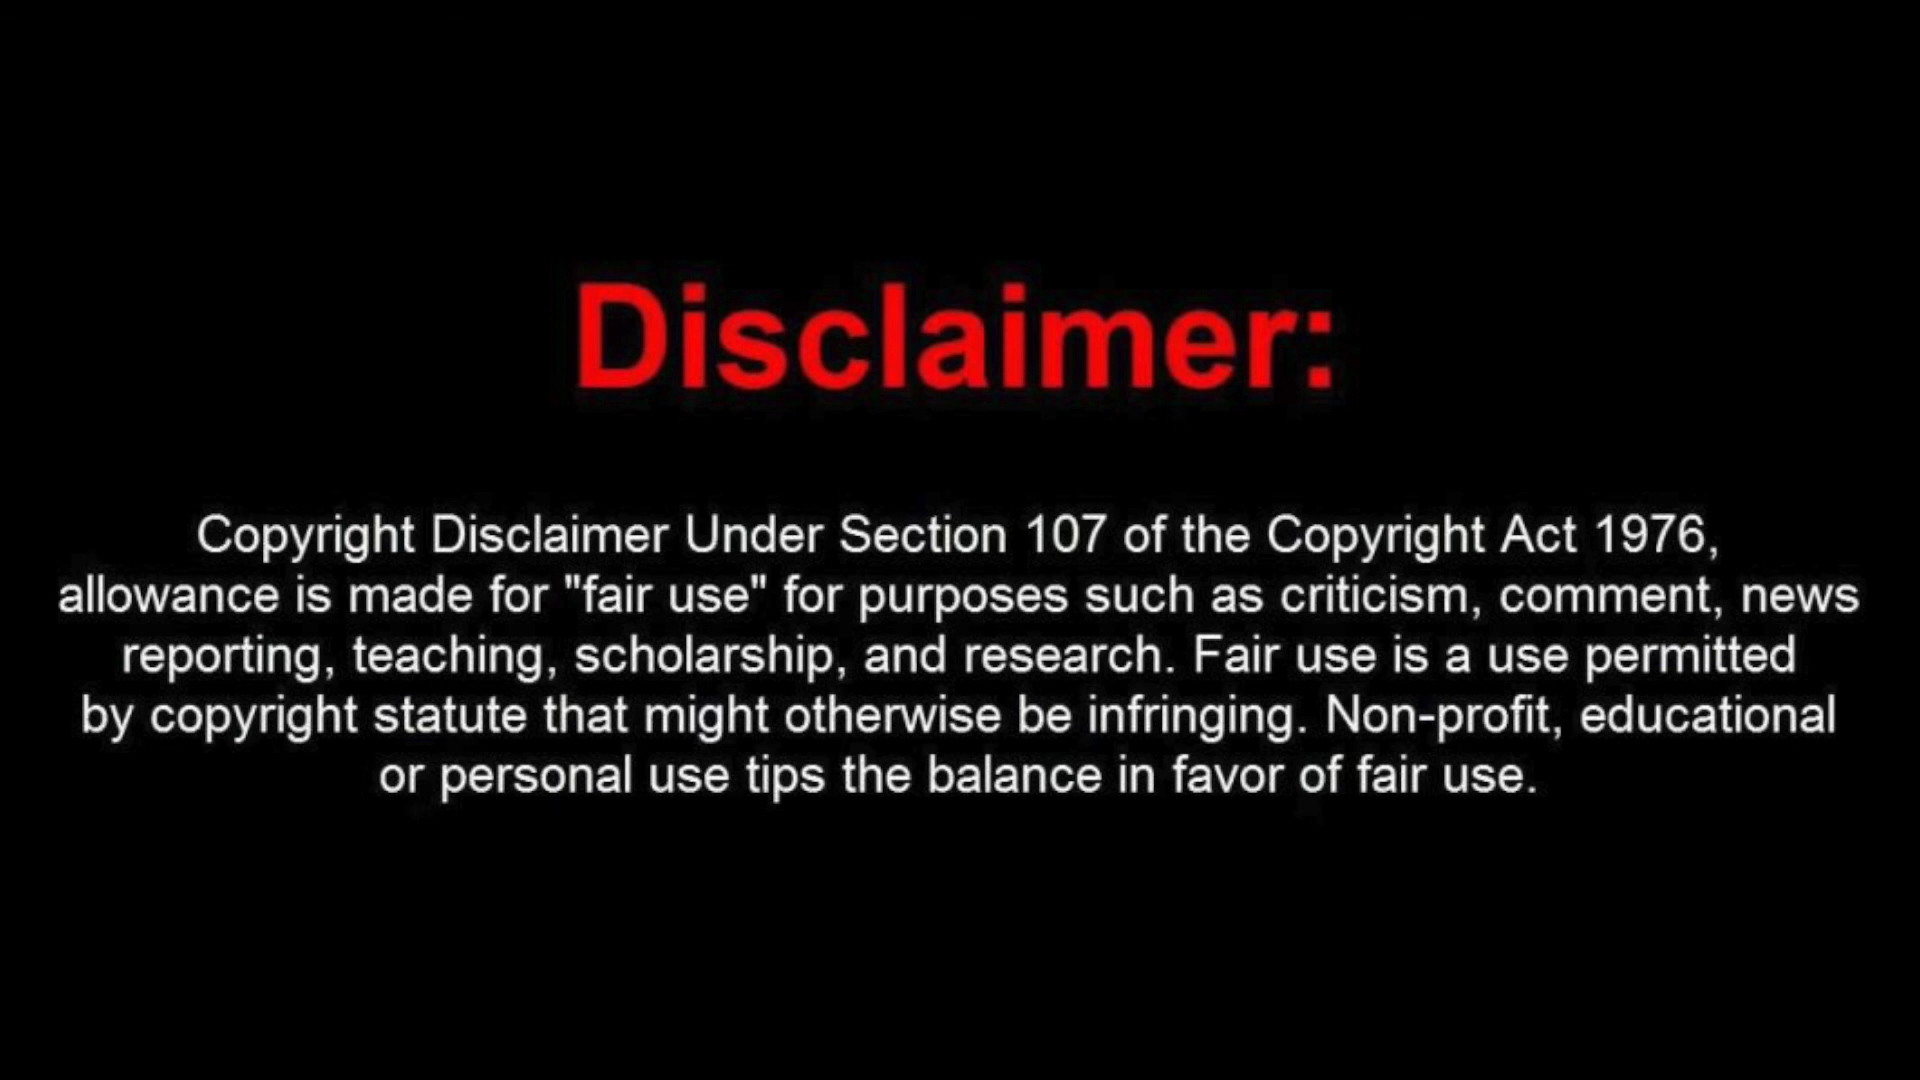 Disclaimer:
Copyright Disclaimer Under Section 107 of the Copyright Act 1976,
allowance is made for "fair use" for purposes such as criticism, comment, news
reporting, teaching, scholarship, and research. Fair use is a use permitted
by copyright statute that might otherwise be infringing. Non-profit, educational
or personal use tips the balance in favor of fair use.